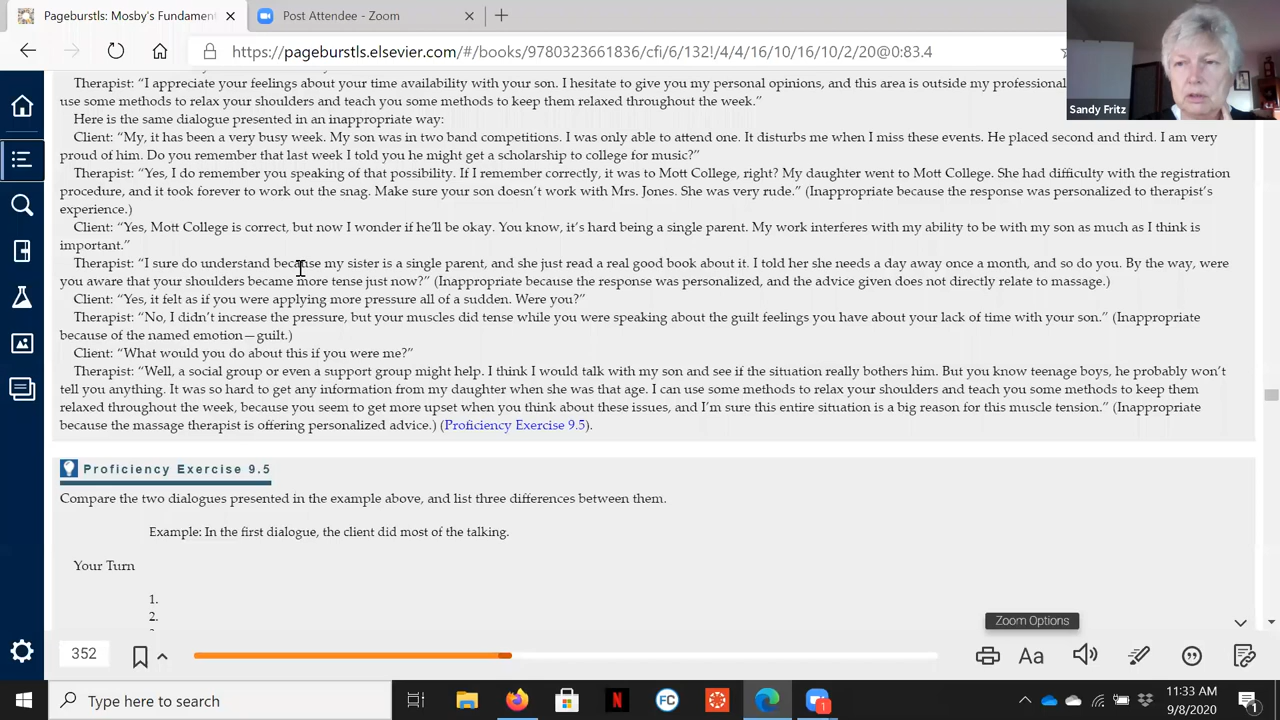 Pageburstls: Mosby's Fundament
Post Attendee - Zoom
https://pageburstls.elsevier.com/#/books/9780323661836/cfi/6/132!/4/4/16/10/16/10/2/20@0:83.4
Sandy Fritz
Therapist: “I appreciate your feelings about your time availability with your son. I hesitate to give you my personal opinions, and this area is outside my professional
use some methods to relax your shoulders and teach you some methods to keep them relaxed throughout the week.”
Here is the same dialogue presented in an inappropriate way:
Client: “My, it has been a very busy week. My son was in two band competitions. I was only able to attend one. It disturbs me when I miss these events. He placed second and third. I am very
proud of him. Do you remember that last week I told you he might get a scholarship to college for music?”
Therapist: “Yes, I do remember you speaking of that possibility. If I remember correctly, it was to Mott College, right? My daughter went to Mott College. She had difficulty with the registration
procedure, and it took forever to work out the snag. Make sure your son doesn’t work with Mrs. Jones. She was very rude.” (Inappropriate because the response was personalized to therapist’s
experience.)
Client: “Yes, Mott College is correct, but now I wonder if he’ll be okay. You know, it’s hard being a single parent. My work interferes with my ability to be with my son as much as I think is
important.”
Therapist: “I sure do understand because my sister is a single parent, and she just read a real good book about it. I told her she needs a day away once a month, and so do you. By the way, were
you aware that your shoulders became more tense just now?” (Inappropriate because the response was personalized, and the advice given does not directly relate to massage.)
Client: “Yes, it felt as if you were applying more pressure all of a sudden. Were you?”
Therapist: “No, I didn’t increase the pressure, but your muscles did tense while you were speaking about the guilt feelings you have about your lack of time with your son.” (Inappropriate
because of the named emotion—guilt.)
Client: “What would you do about this if you were me?”
Therapist: “Well, a social group or even a support group might help. I think I would talk with my son and see if the situation really bothers him. But you know teenage boys, he probably won’t
tell you anything. It was so hard to get any information from my daughter when she was that age. I can use some methods to relax your shoulders and teach you some methods to keep them
relaxed throughout the week, because you seem to get more upset when you think about these issues, and I’m sure this entire situation is a big reason for this muscle tension.” (Inappropriate
because the massage therapist is offering personalized advice.) (Proficiency Exercise 9.5).
Proficiency Exercise 9.5
Compare the two dialogues presented in the example above, and list three differences between them.
Example: In the first dialogue, the client did most of the talking.
Your Turn
1.
2.
Zoom Options
352
Aa
Type here to search
N
FC
1
11:33 AM
9/8/2020
1